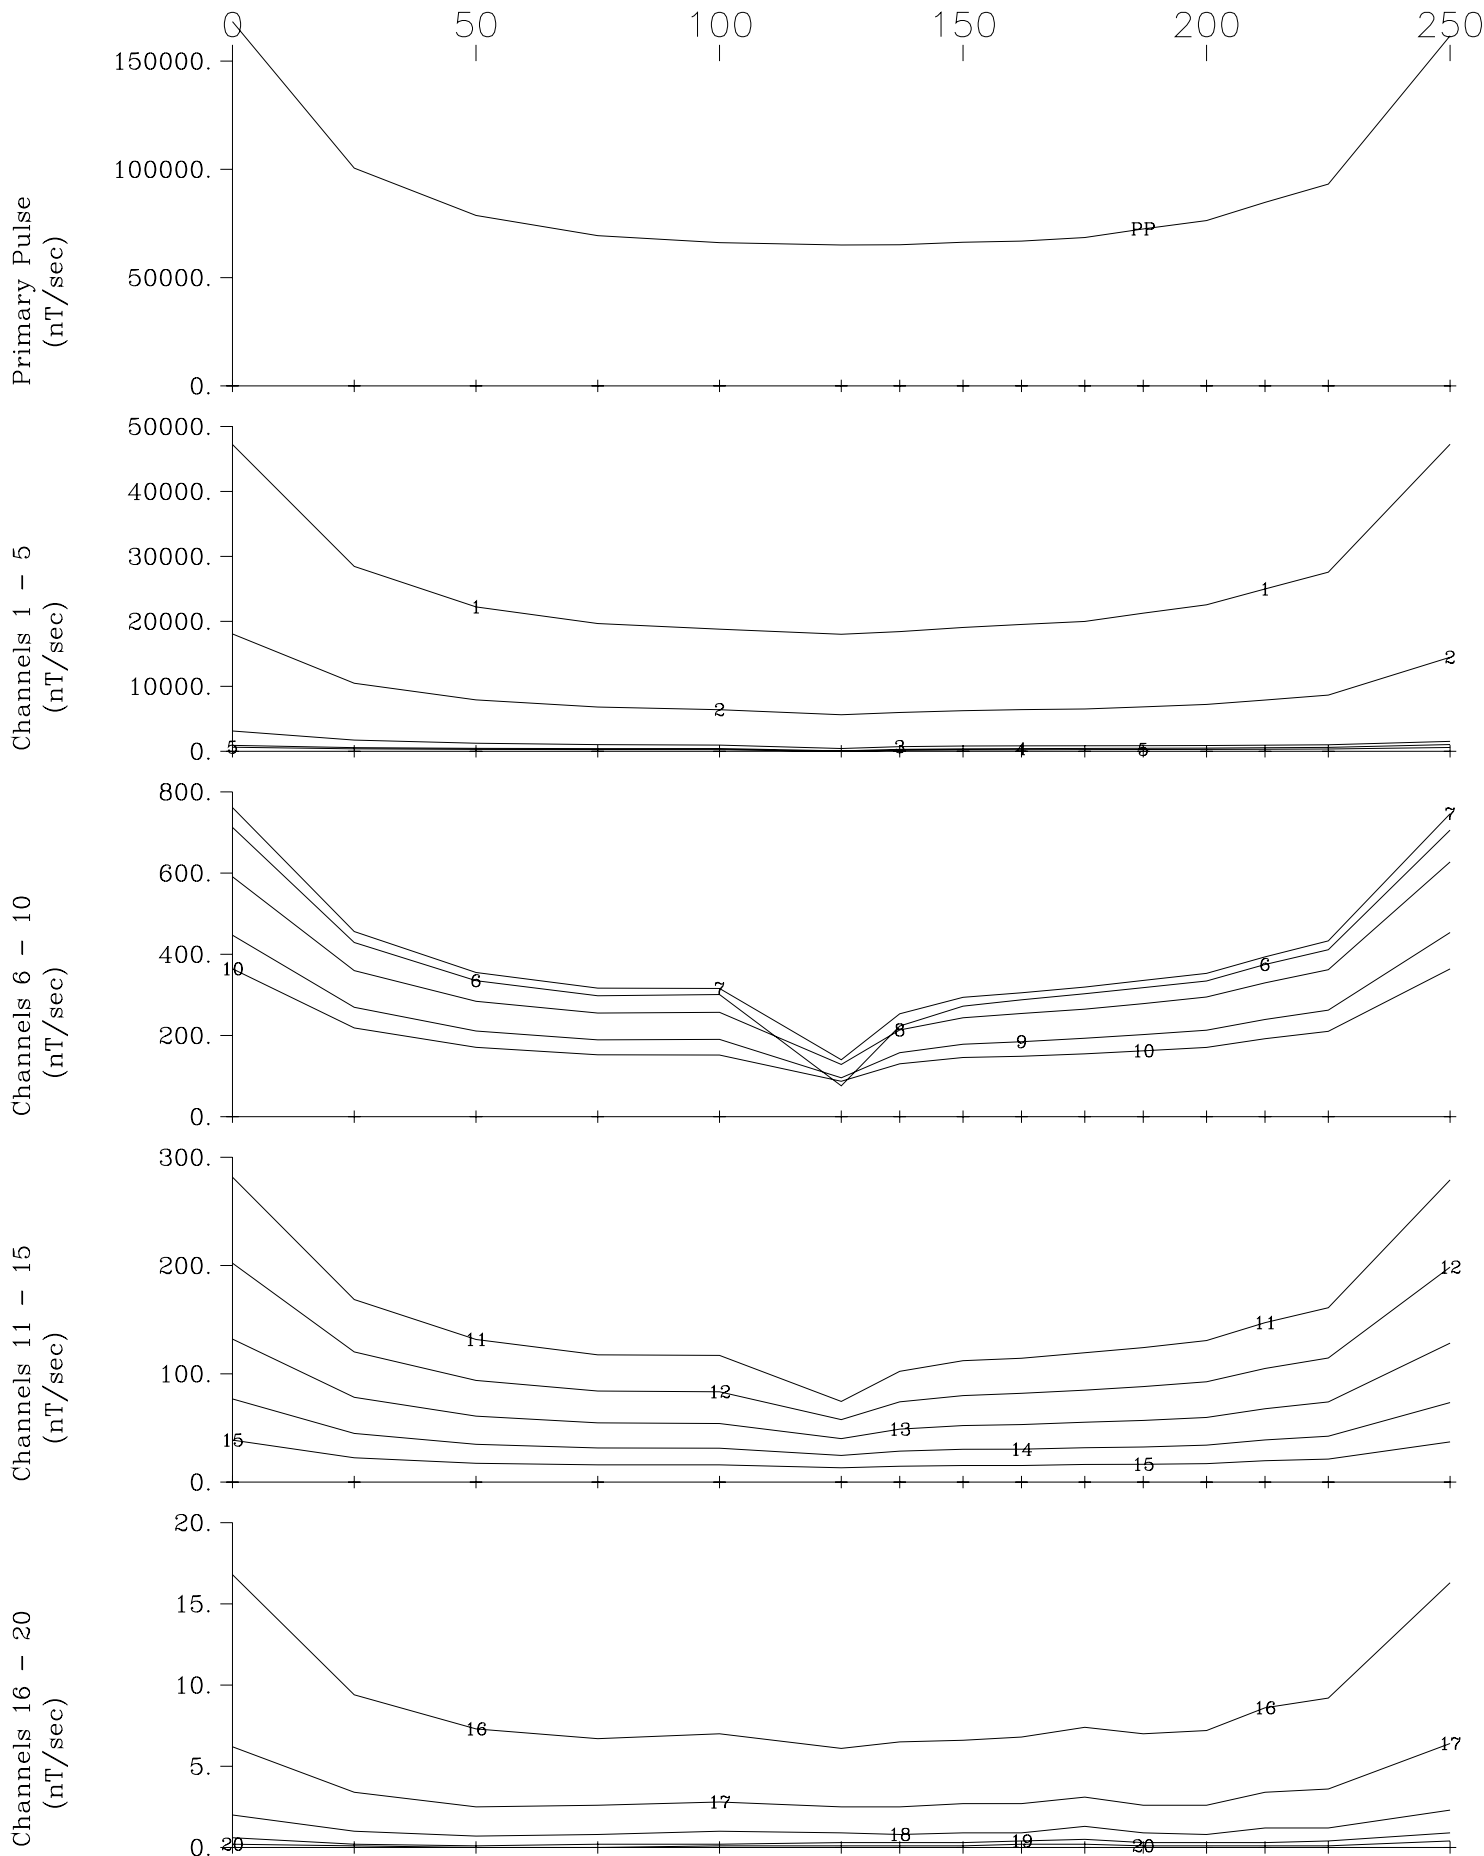 0 50 100 150 200 250
150000.
100000.
50000.
0.
Primary Pulse
(nT/sec)
PP
50000.
40000.
30000.
20000.
10000.
0.
Channels 1 - 5
(nT/sec)
1 1
2 2
5 3 4 5
800.
600.
400.
200.
0.
Channels 6 - 10
(nT/sec)
7
6 7 6
10 8 9 10
300.
200.
100.
0.
Channels 11 - 15
(nT/sec)
12
11 11
12
15 13 14 15
20.
15.
10.
5.
0.
Channels 16 - 20
(nT/sec)
16 16
17 17
20 18 19 20